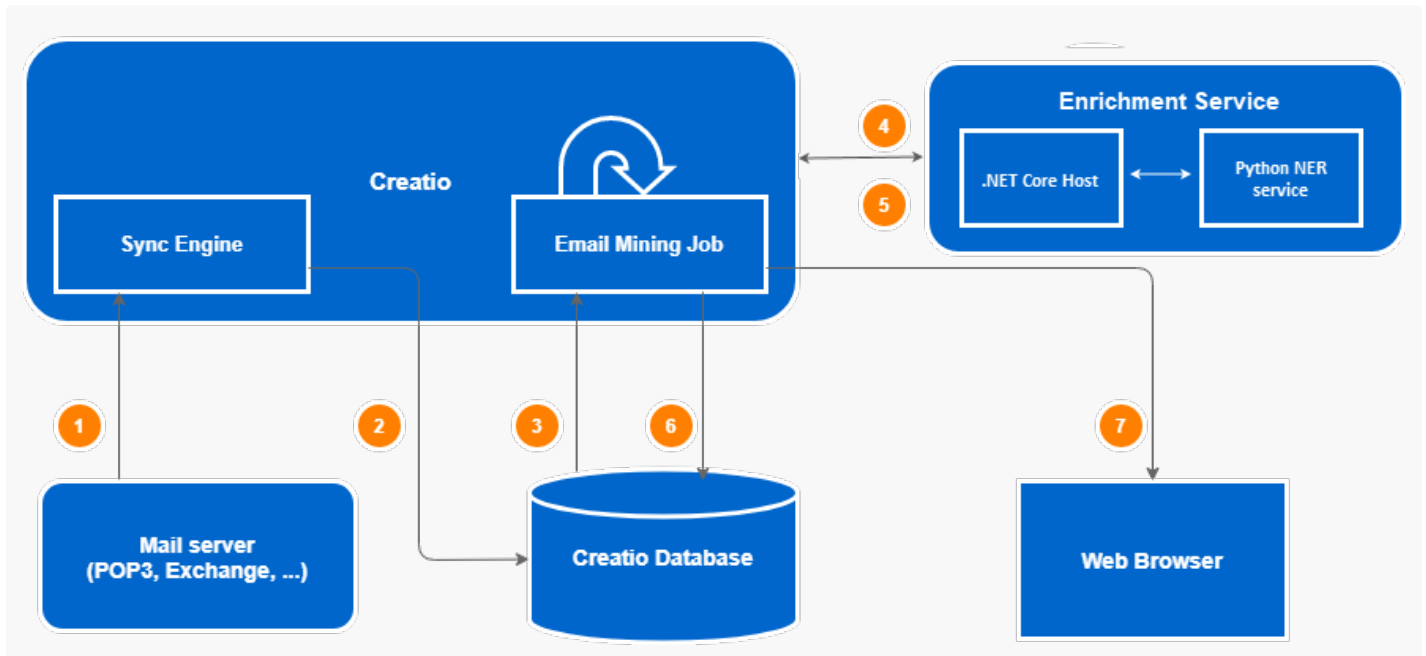 Enrichment Service
4
.NET Core Host
Python NER
service
Creatio
5
Sync Engine
Email Mining Job
1
2
3
6
7
Mail server
(POP3, Exchange, ...)
Creatio Database
Web Browser